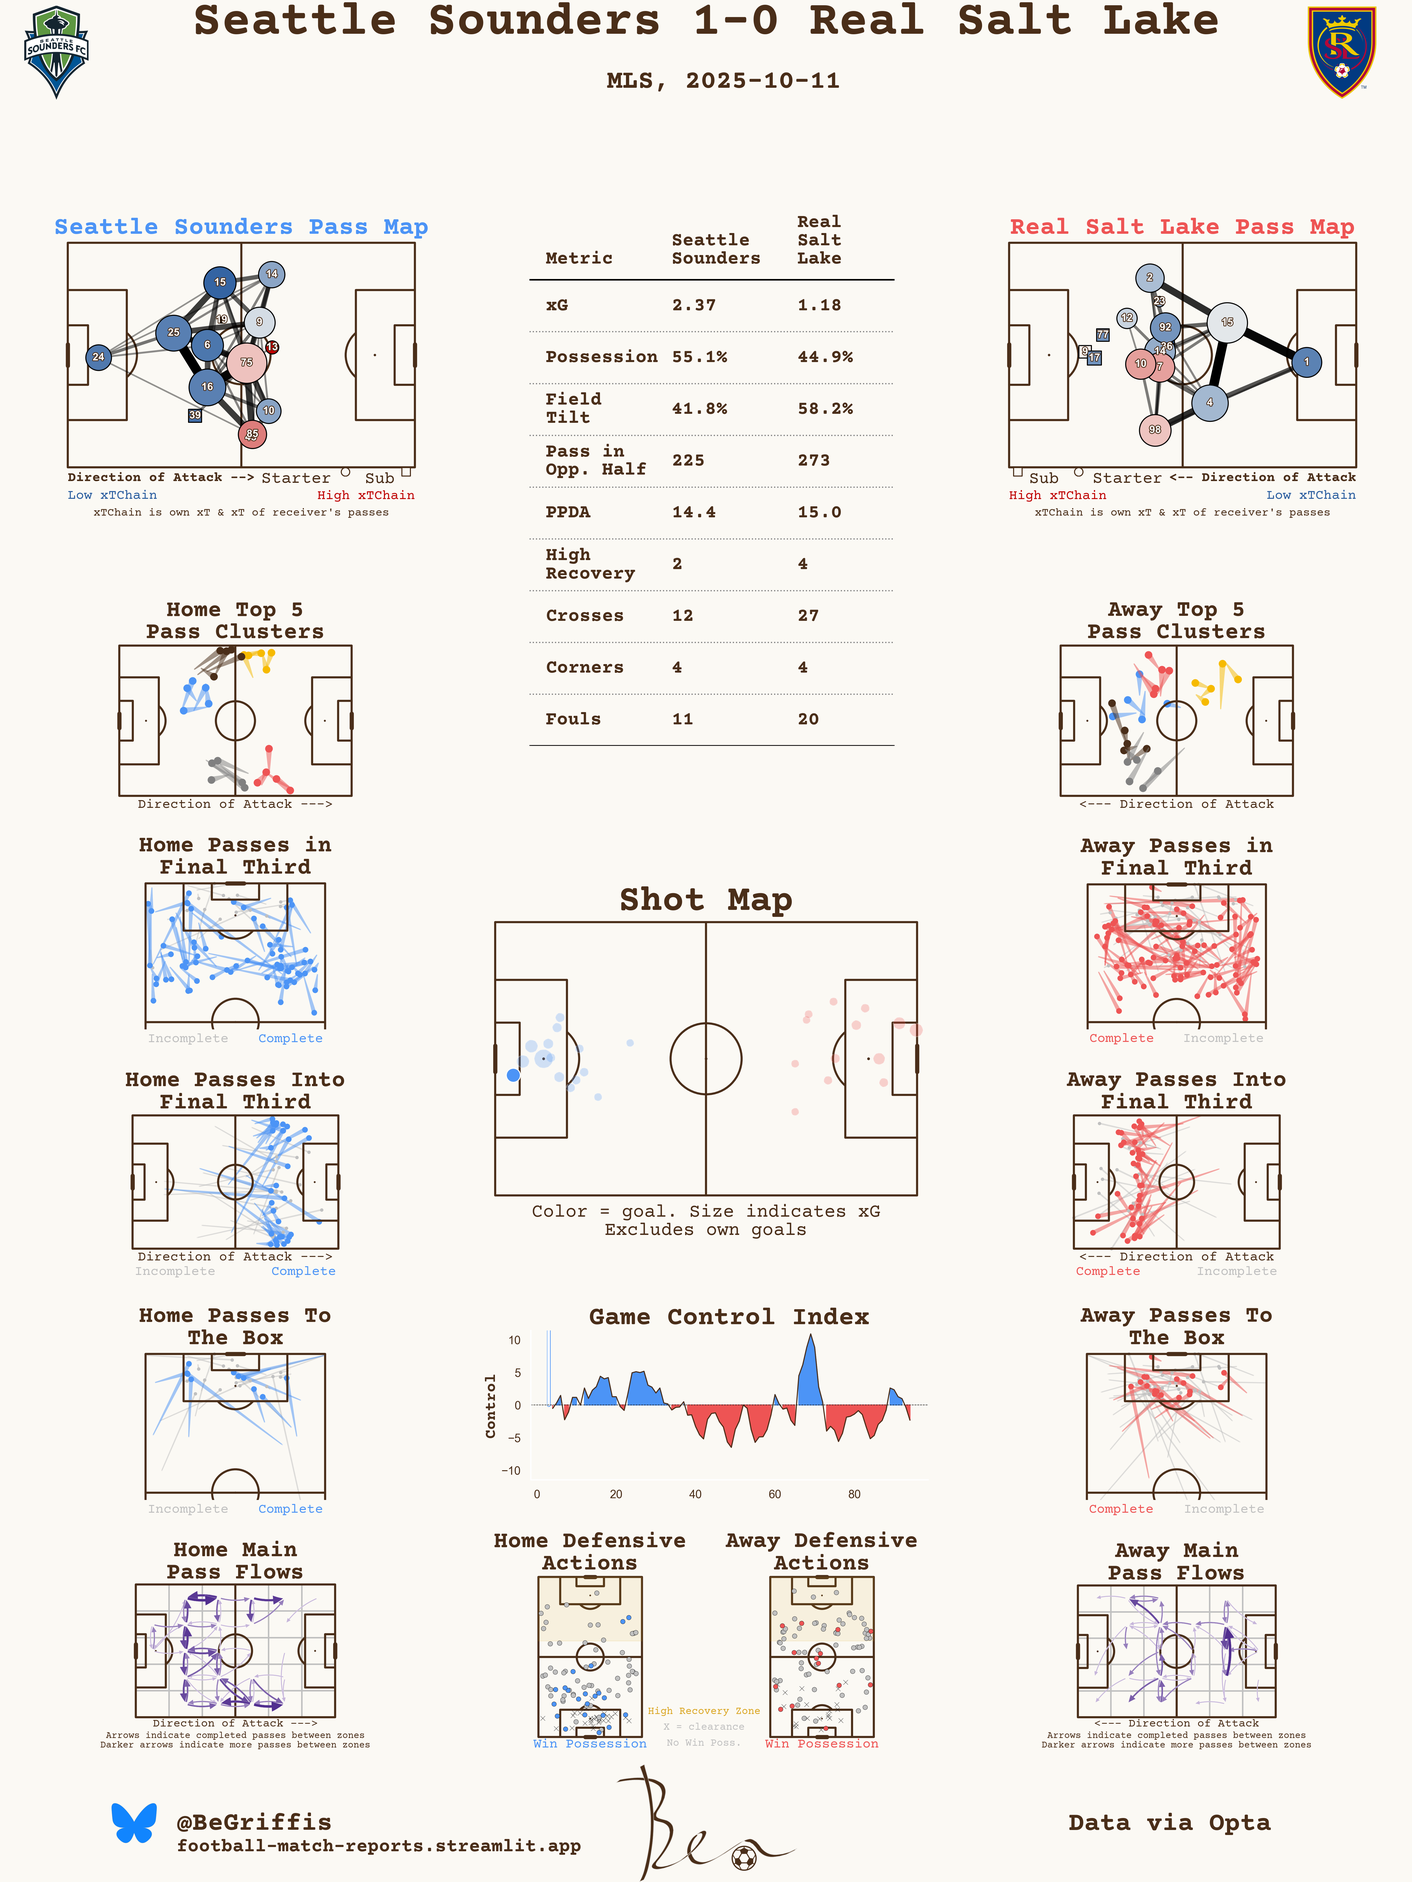 Seattle Sounders 1-0 Real Salt Lake
MLS, 2025-10-11
SEATTLE
SOUNDERS FC
RSL
TM
Seattle Sounders Pass Map
15
14
19
9
25
6
13
24
75
16
39
10
85
Direction of Attack --> Starter Sub
Low xTChain High xTChain
xTChain is own xT & xT of receiver's passes
Metric Seattle Sounders Real Salt Lake
xG 2.37 1.18
Possession 55.1% 44.9%
Field Tilt 41.8% 58.2%
Pass in Opp. Half 225 273
PPDA 14.4 15.0
High Recovery 2 4
Crosses 12 27
Corners 4 4
Fouls 11 20
Real Salt Lake Pass Map
2
23
12
92
15
77
9
17
14
10
7
1
4
98
Sub Starter <-- Direction of Attack
High xTChain Low xTChain
xTChain is own xT & xT of receiver's passes
Home Top 5
Pass Clusters
Direction of Attack --->
Away Top 5
Pass Clusters
<--- Direction of Attack
Home Passes in
Final Third
Incomplete Complete
Away Passes in
Final Third
Complete Incomplete
Shot Map
Color = goal. Size indicates xG
Excludes own goals
Home Passes Into
Final Third
Direction of Attack --->
Incomplete Complete
Away Passes Into
Final Third
<--- Direction of Attack
Complete Incomplete
Game Control Index
Control
10
5
0
−5
−10
0 20 40 60 80
Home Passes To
The Box
Incomplete Complete
Away Passes To
The Box
Complete Incomplete
Home Main
Pass Flows
Direction of Attack --->
Arrows indicate completed passes between zones
Darker arrows indicate more passes between zones
Home Defensive
Actions
Win Possession
High Recovery Zone
X = clearance
No Win Poss.
Away Defensive
Actions
Win Possession
Away Main
Pass Flows
<--- Direction of Attack
Arrows indicate completed passes between zones
Darker arrows indicate more passes between zones
@BeGriffis
football-match-reports.streamlit.app
Ben
Data via Opta